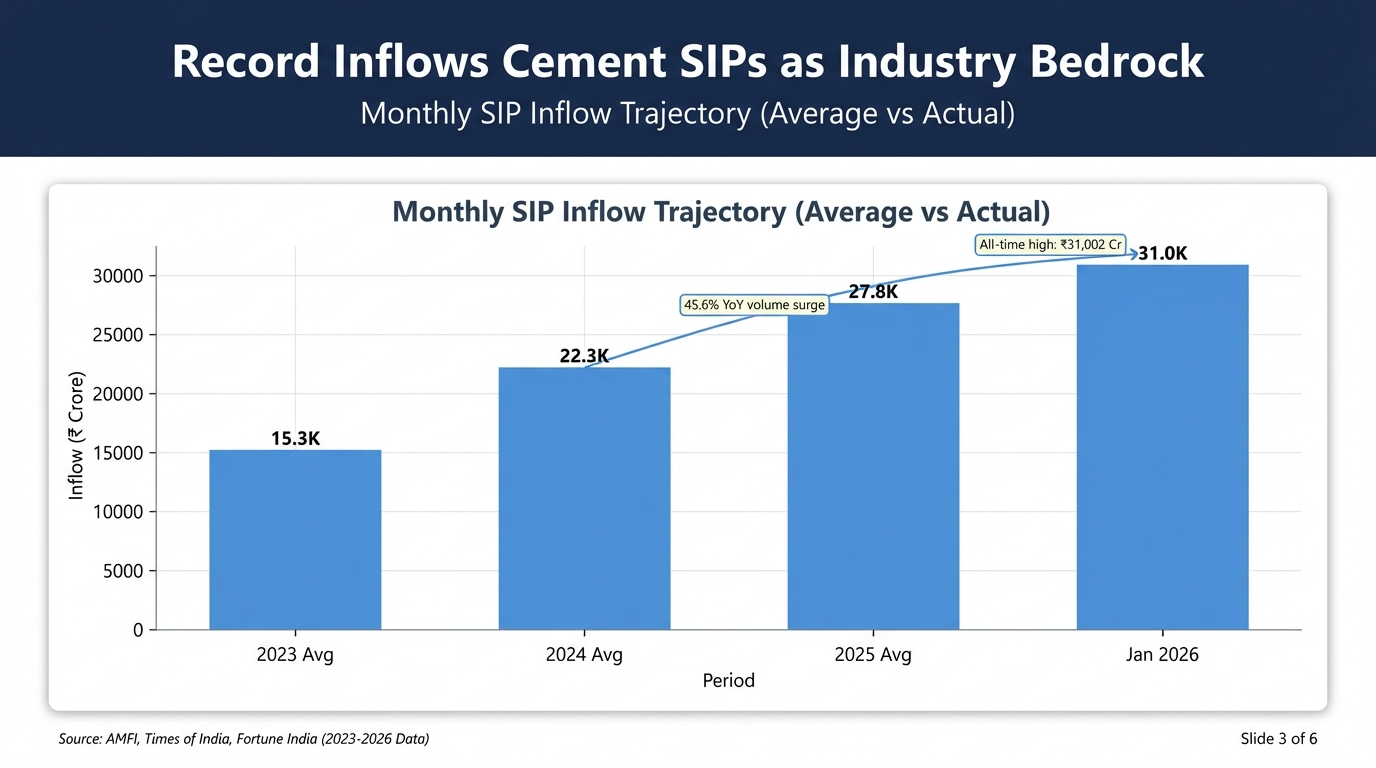 Record Inflows Cement SIPs as Industry Bedrock
Monthly SIP Inflow Trajectory (Average vs Actual)
Monthly SIP Inflow Trajectory (Average vs Actual)
All-time high: ₹31,002 Cr
31.0K
45.6% YoY volume surge
27.8K
22.3K
15.3K
Inflow (₹ Crore)
30000
25000
20000
15000
10000
5000
0
2023 Avg
2024 Avg
2025 Avg
Jan 2026
Period
Source: AMFI, Times of India, Fortune India (2023-2026 Data)
Slide 3 of 6